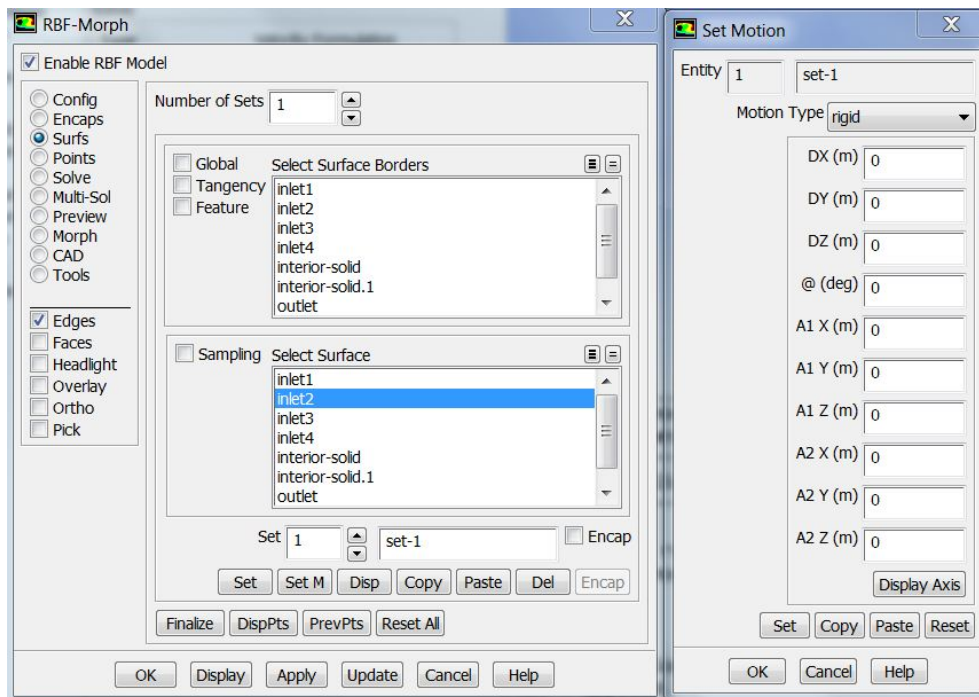 RBF-Morph
Enable RBF Model
Config
Encaps
Surfs
Points
Solve
Multi-Sol
Preview
Morph
CAD
Tools
Edges
Faces
Headlight
Overlay
Ortho
Pick
Number of Sets 1
Global
Tangency
Feature
Select Surface Borders
inlet1
inlet2
inlet3
inlet4
interior-solid
interior-solid.1
outlet
Sampling Select Surface
inlet1
inlet2
inlet3
inlet4
interior-solid
interior-solid.1
outlet
Set 1 set-1 Encap
Set Set M Disp Copy Paste Del Encap
Finalize DispPts PrevPts Reset All
OK Display Apply Update Cancel Help
Set Motion
Entity 1 set-1
Motion Type rigid
DX (m) 0
DY (m) 0
DZ (m) 0
@ (deg) 0
A1 X (m) 0
A1 Y (m) 0
A1 Z (m) 0
A2 X (m) 0
A2 Y (m) 0
A2 Z (m) 0
Display Axis
Set Copy Paste Reset
OK Cancel Help